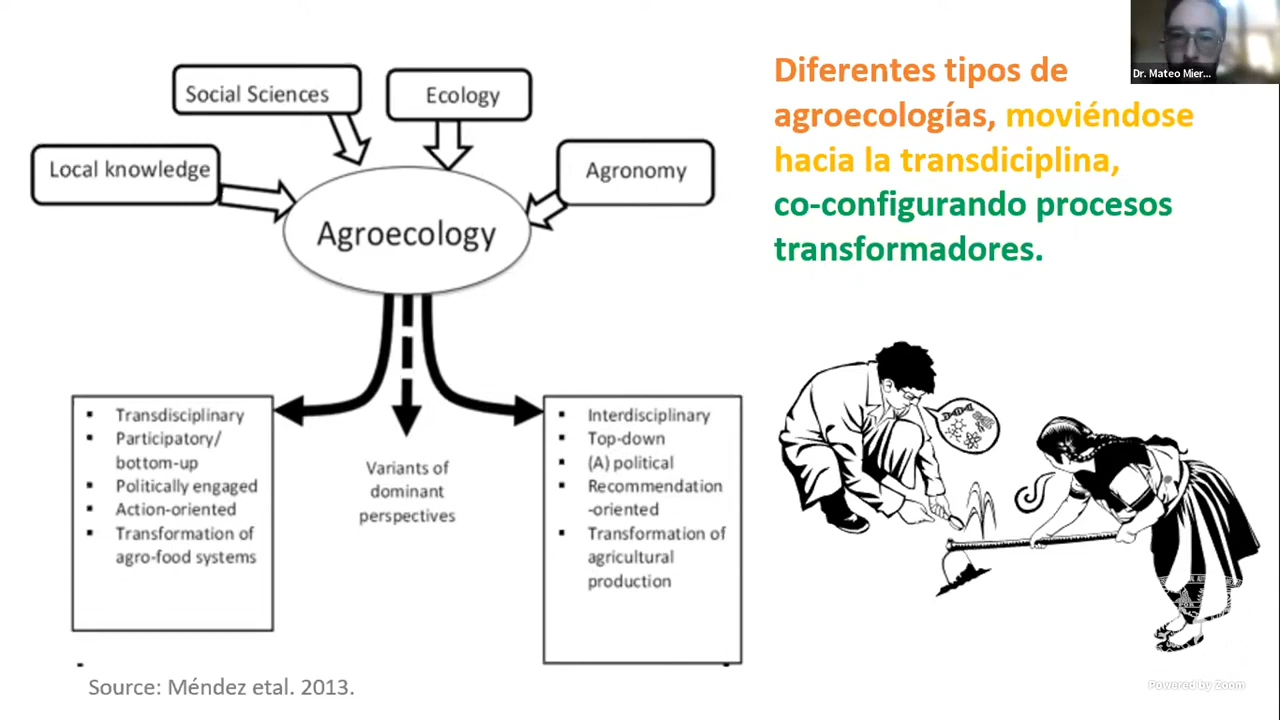 Social Sciences
Ecology
Local knowledge
Agronomy
Agroecology
▪ Transdisciplinary
▪ Participatory/
bottom-up
▪ Politically engaged
▪ Action-oriented
▪ Transformation of
agro-food systems
Variants of
dominant
perspectives
▪ Interdisciplinary
▪ Top-down
▪ (A) political
▪ Recommendation
-oriented
▪ Transformation of
agricultural
production
Source: Méndez etal. 2013.
Diferentes tipos de
agroecologías, moviéndose
hacia la transdiciplina,
co-configurando procesos
transformadores.
Dr. Mateo Mier...
Powered by Zoom